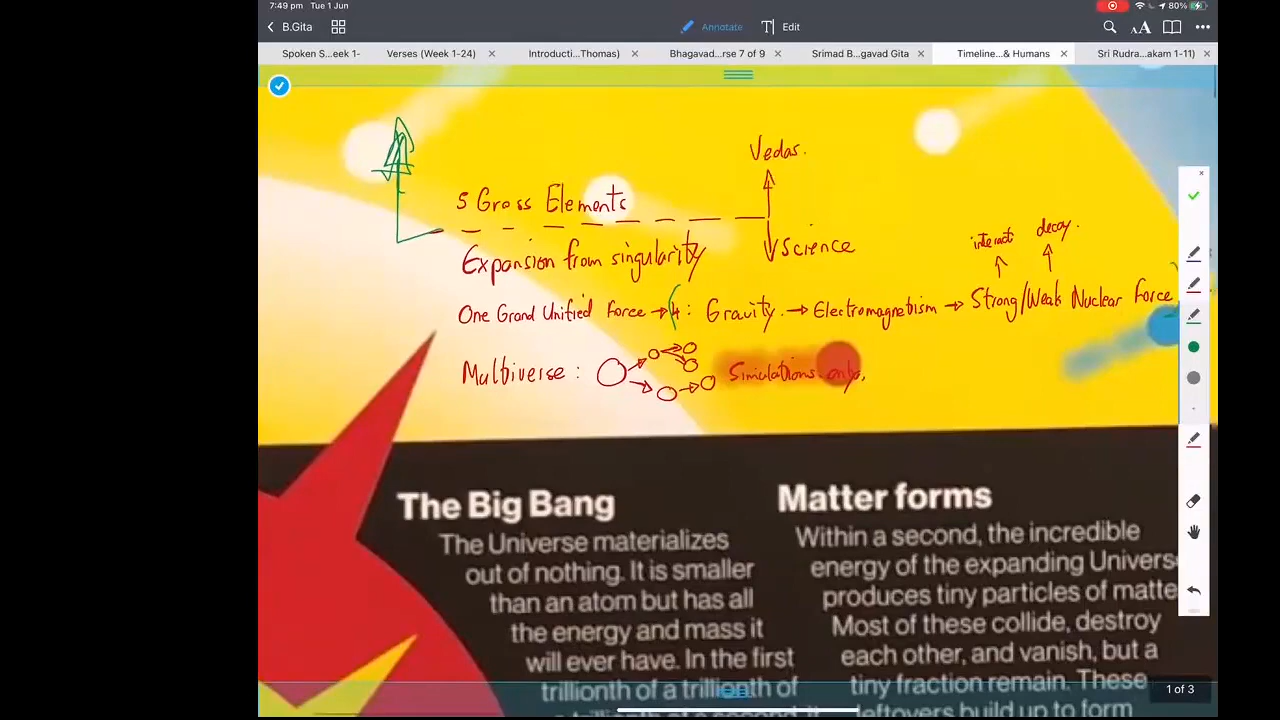 7:49 pm Tue 1 Jun
80%
B.Gita
Annotate
T Edit
AA
Spoken S...eek 1-
Verses (Week 1-24)
Introducti...Thomas)
Bhagavad...rse 7 of 9
Srimad B...gavad Gita
Timeline...& Humans
Sri Rudra...akam 1-11)
Vedas.
5 Gross Elements
Science
Expansion from singularity
interact decay.
One Grand Unified Force → 4: Gravity. → Electromagnetism → Strong/Weak Nuclear Force
Multiverse: Simulations only.
The Big Bang
The Universe materializes
out of nothing. It is smaller
than an atom but has all
the energy and mass it
will ever have. In the first
trillionth of a trillionth of
Matter forms
Within a second, the incredible
energy of the expanding Univers
produces tiny particles of matte
Most of these collide, destroy
each other, and vanish, but a
tiny fraction remain. These
leftovers build up to form
1 of 3